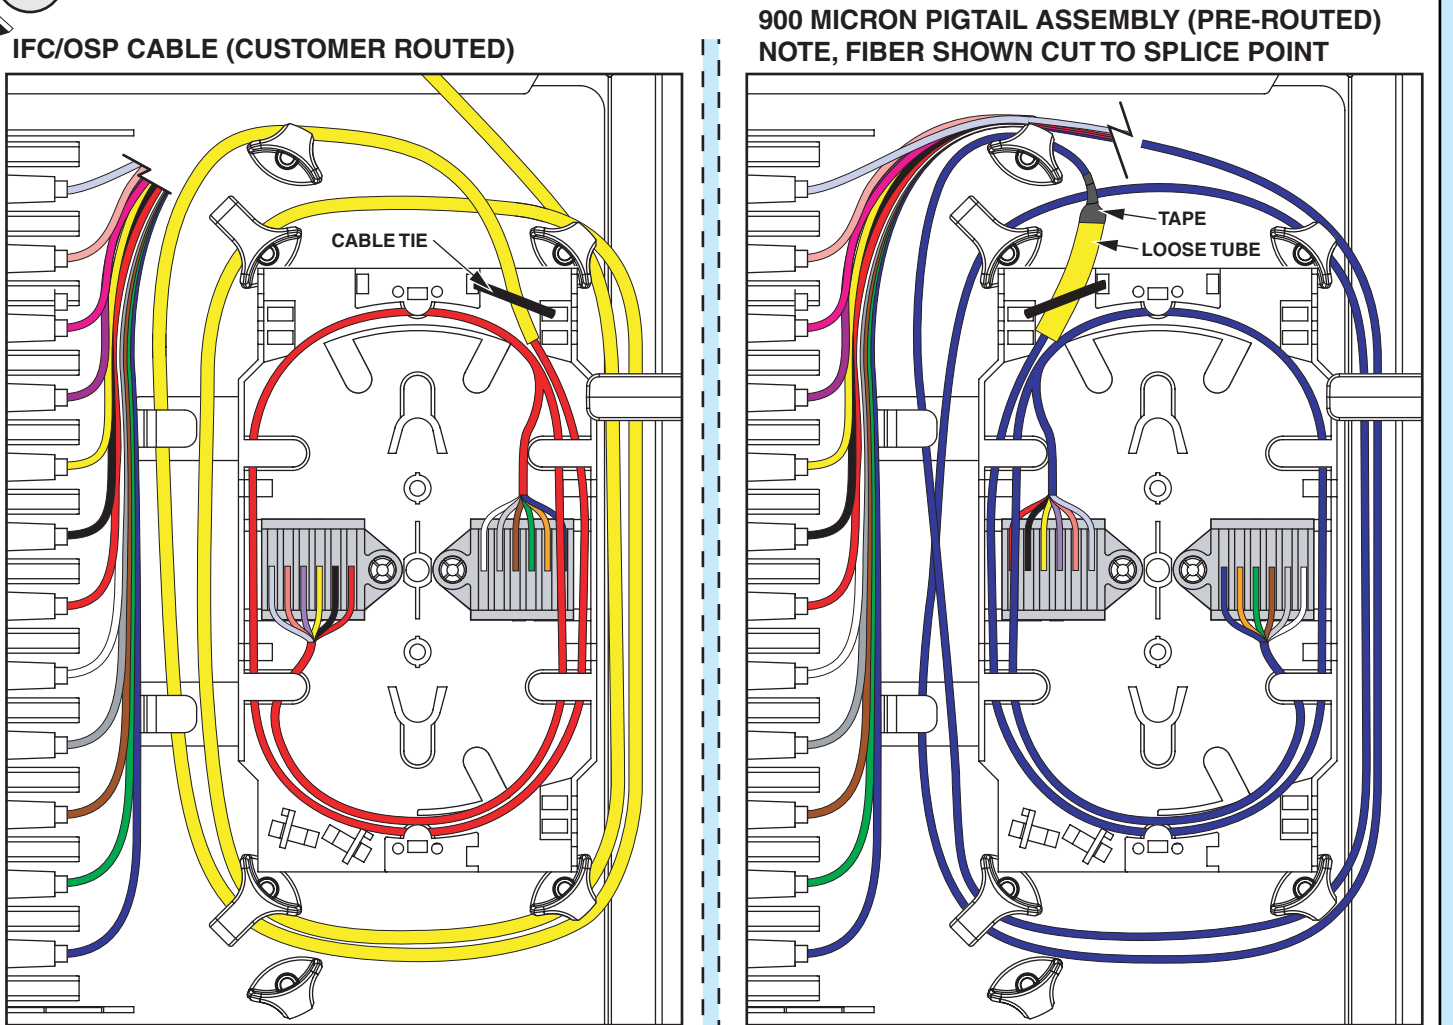 IFC/OSP CABLE (CUSTOMER ROUTED)
CABLE TIE
900 MICRON PIGTAIL ASSEMBLY (PRE-ROUTED)
NOTE, FIBER SHOWN CUT TO SPLICE POINT
TAPE
LOOSE TUBE